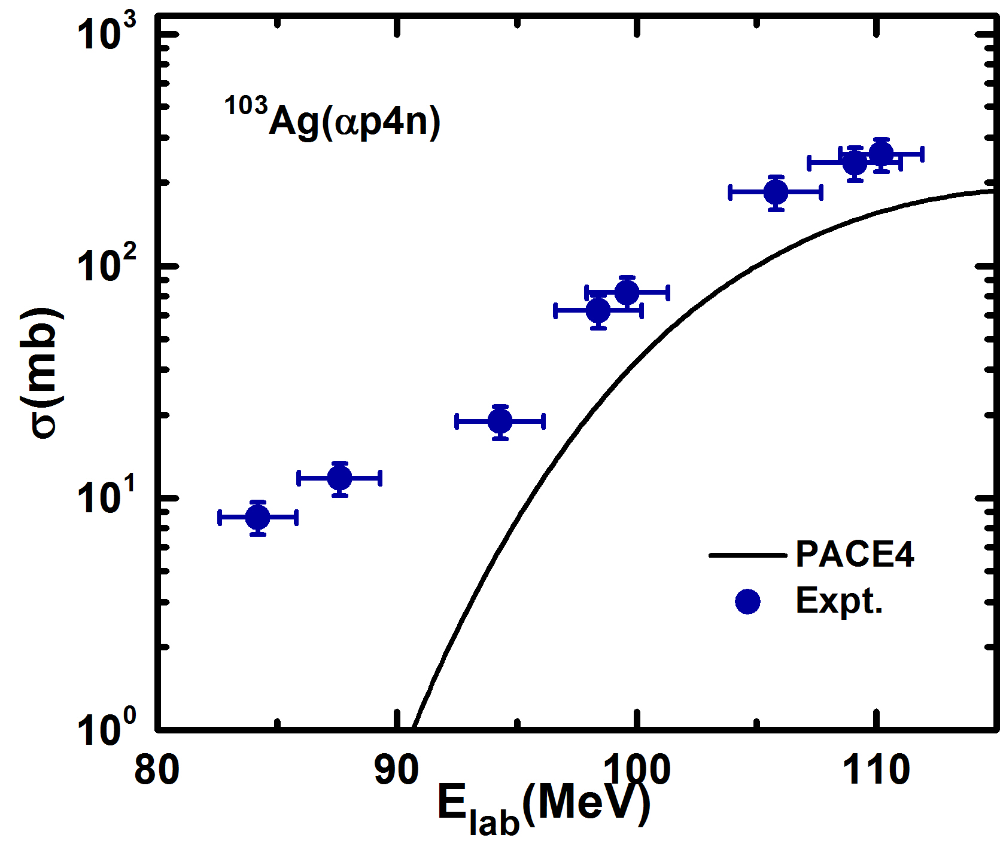 10³
¹⁰³Ag(αp4n)
10²
σ(mb)
10¹
PACE4
Expt.
10⁰
80 90 100 110
E_lab(MeV)